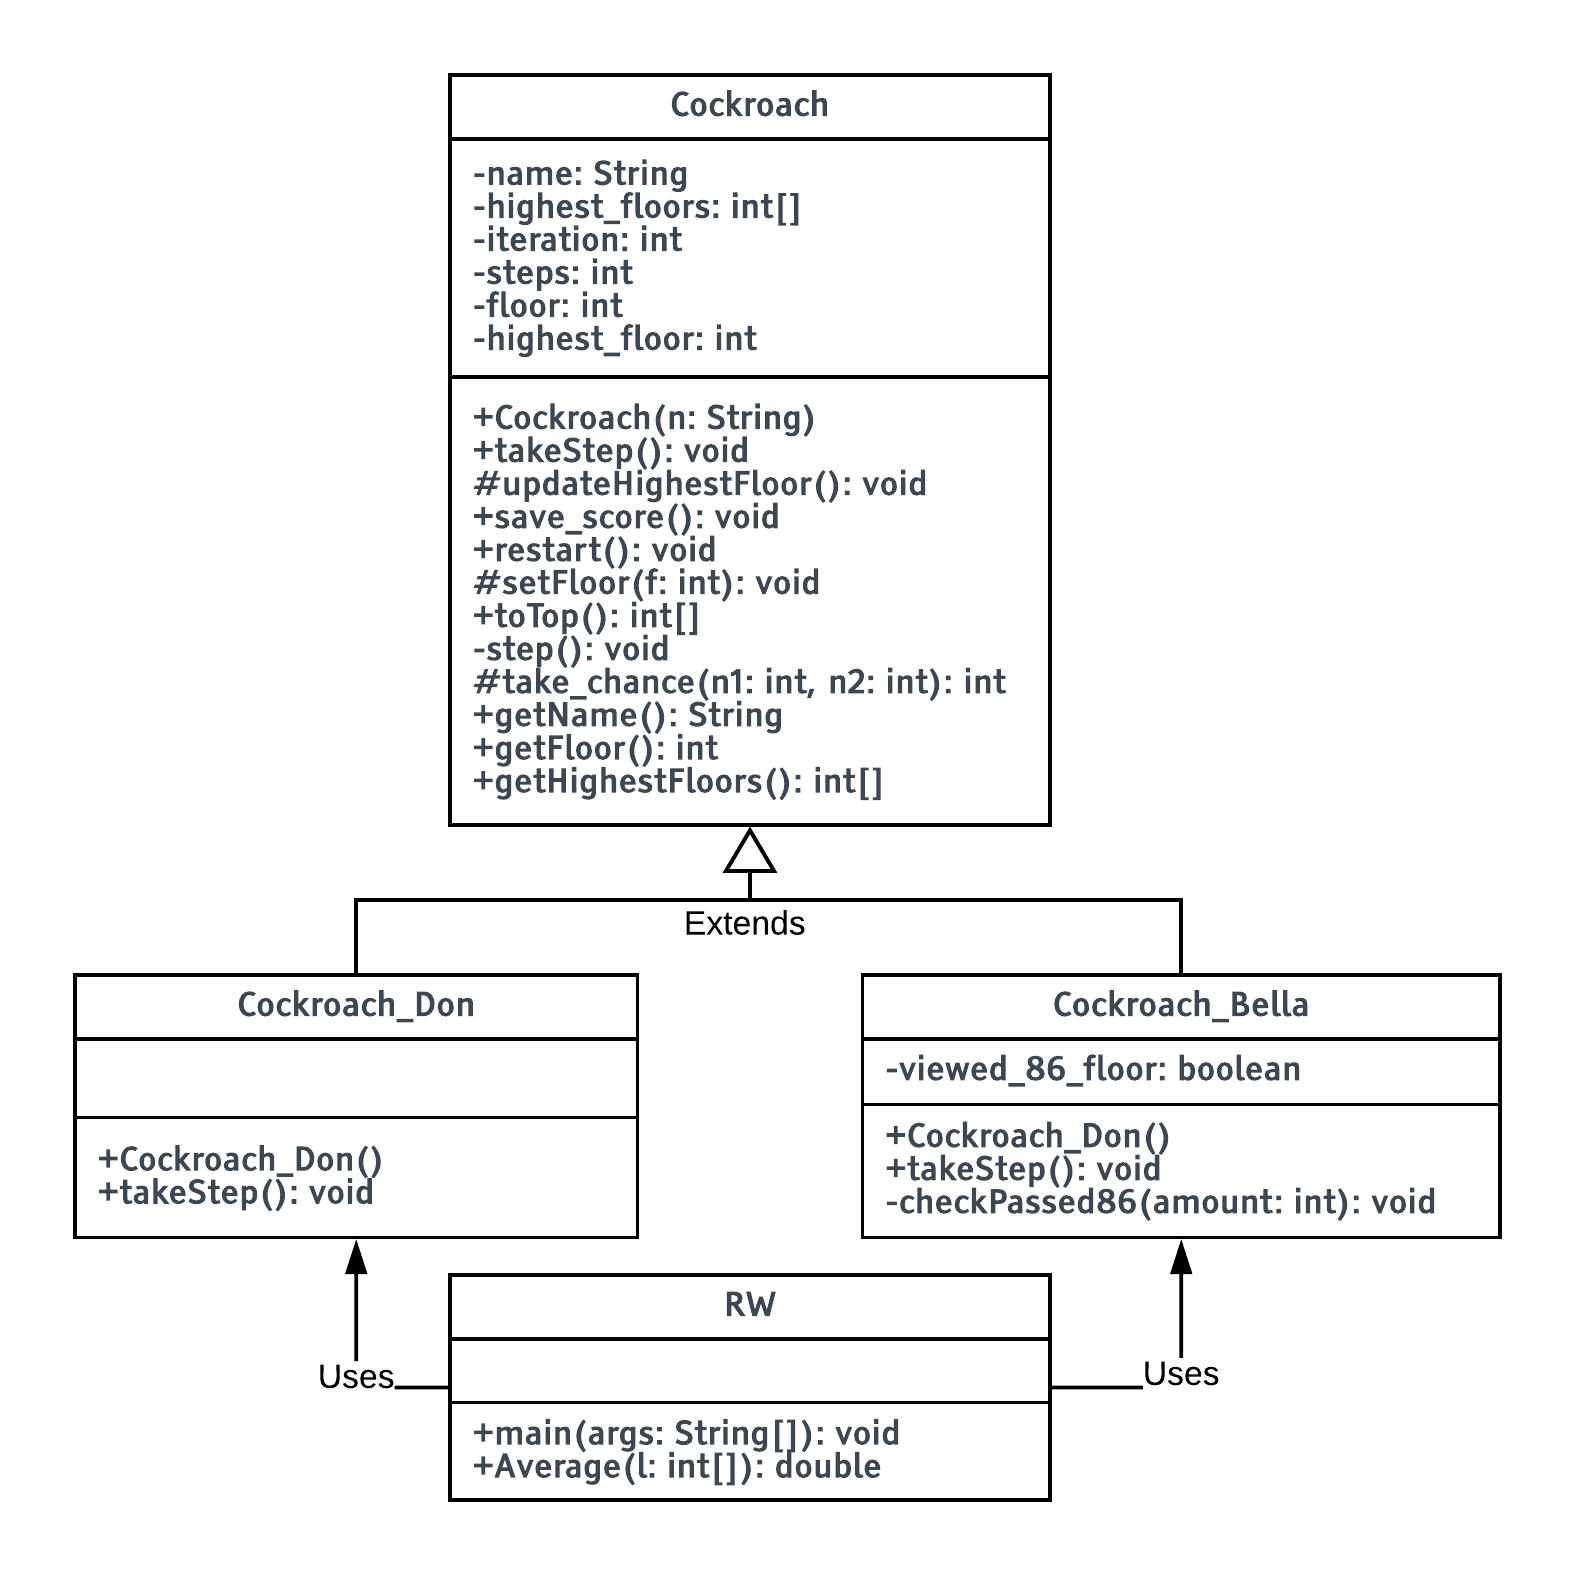 Cockroach
-name: String
-highest_floors: int[]
-iteration: int
-steps: int
-floor: int
-highest_floor: int
+Cockroach(n: String)
+takeStep(): void
#updateHighestFloor(): void
+save_score(): void
+restart(): void
#setFloor(f: int): void
+toTop(): int[]
-step(): void
#take_chance(n1: int, n2: int): int
+getName(): String
+getFloor(): int
+getHighestFloors(): int[]
Extends
Cockroach_Don
+Cockroach_Don()
+takeStep(): void
Cockroach_Bella
-viewed_86_floor: boolean
+Cockroach_Don()
+takeStep(): void
-checkPassed86(amount: int): void
Uses
RW
+main(args: String[]): void
+Average(l: int[]): double
Uses